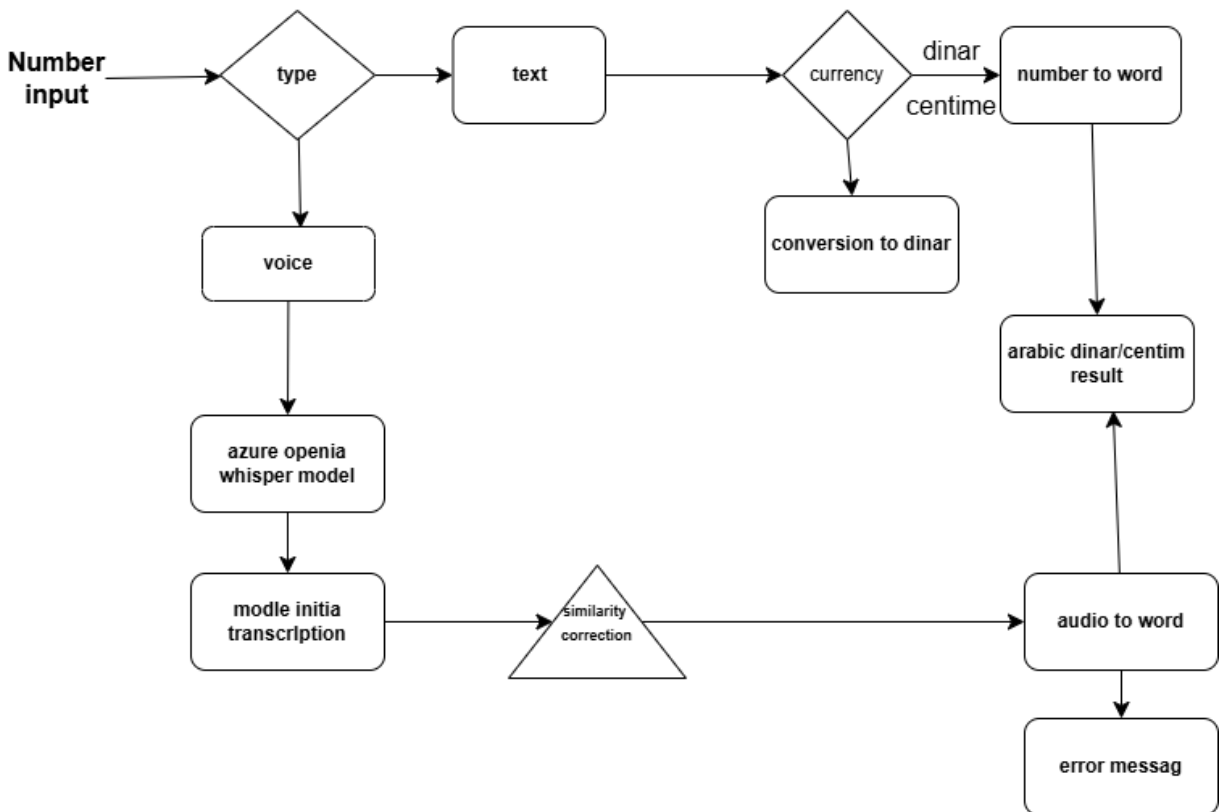 Number
input
type
text
currency
dinar
centime
number to word
voice
conversion to dinar
arabic dinar/centim
result
azure openia
whisper model
modle initia
transcrIption
similarity
correction
audio to word
error messag